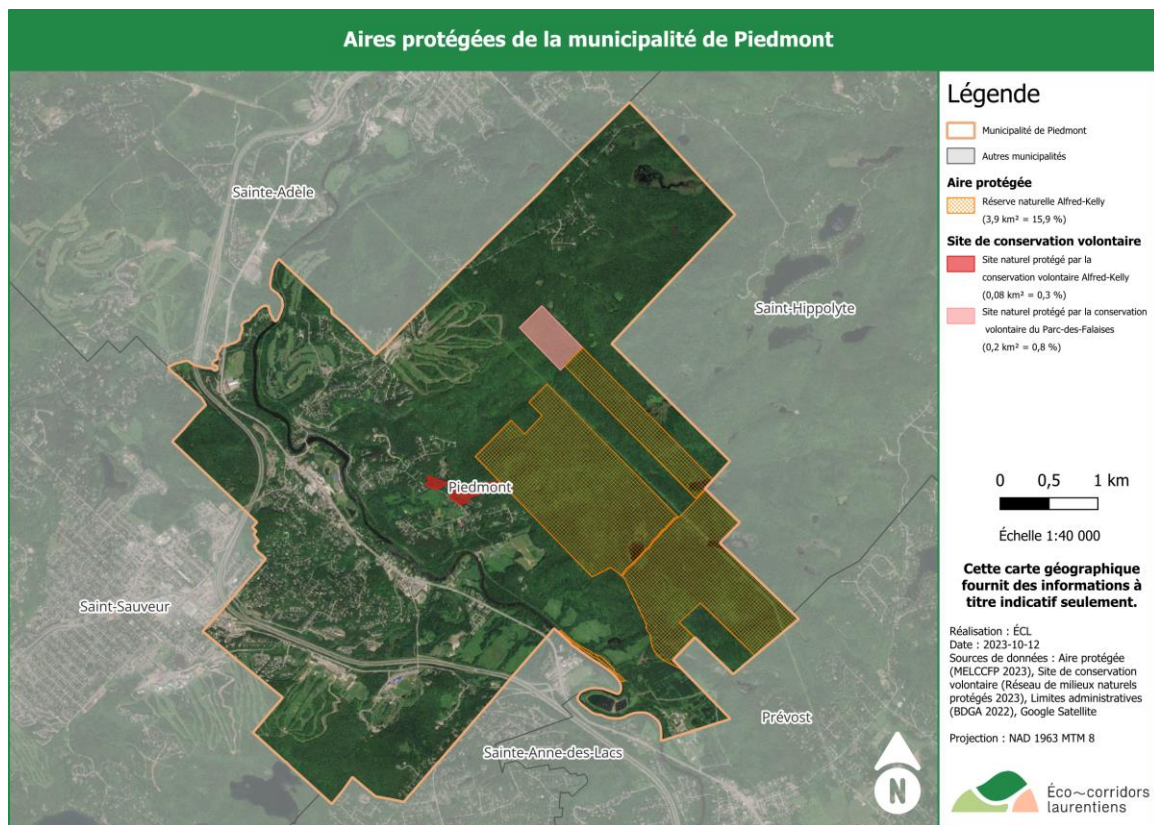 Aires protégées de la municipalité de Piedmont
Sainte-Adèle
Saint-Hippolyte
Piedmont
Saint-Sauveur
Prévost
Sainte-Anne-des-Lacs
N
Légende
Municipalité de Piedmont
Autres municipalités
Aire protégée
Réserve naturelle Alfred-Kelly
(3,9 km² = 15,9 %)
Site de conservation volontaire
Site naturel protégé par la
conservation volontaire Alfred-Kelly
(0,08 km² = 0,3 %)
Site naturel protégé par la conservation
volontaire du Parc-des-Falaises
(0,2 km² = 0,8 %)
0 0,5 1 km
Échelle 1:40 000
Cette carte géographique
fournit des informations à
titre indicatif seulement.
Réalisation : ÉCL
Date : 2023-10-12
Sources de données : Aire protégée
(MELCCFP 2023), Site de conservation
volontaire (Réseau de milieux naturels
protégés 2023), Limites administratives
(BDGA 2022), Google Satellite
Projection : NAD 1963 MTM 8
Éco~corridors
laurentiens